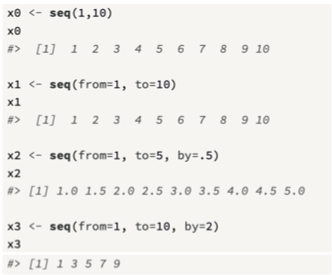 x0 <- seq(1,10)
x0
#>  [1]  1  2  3  4  5  6  7  8  9 10
x1 <- seq(from=1, to=10)
x1
#>  [1]  1  2  3  4  5  6  7  8  9 10
x2 <- seq(from=1, to=5, by=.5)
x2
#> [1] 1.0 1.5 2.0 2.5 3.0 3.5 4.0 4.5 5.0
x3 <- seq(from=1, to=10, by=2)
x3
#> [1] 1 3 5 7 9